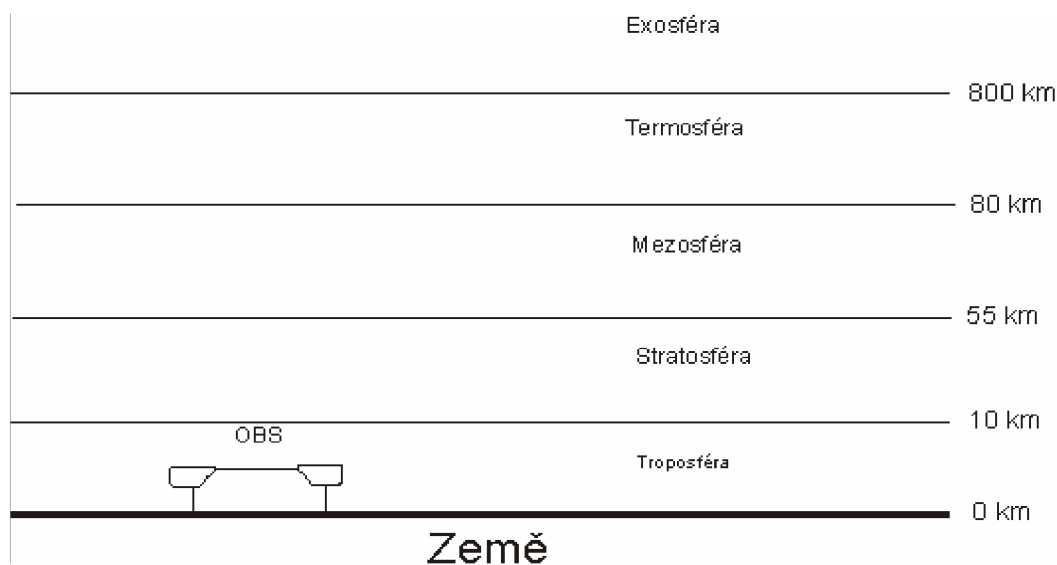 Exosféra
800 km
Termosféra
80 km
Mezosféra
55 km
Stratosféra
10 km
OBS
Troposféra
0 km
Země